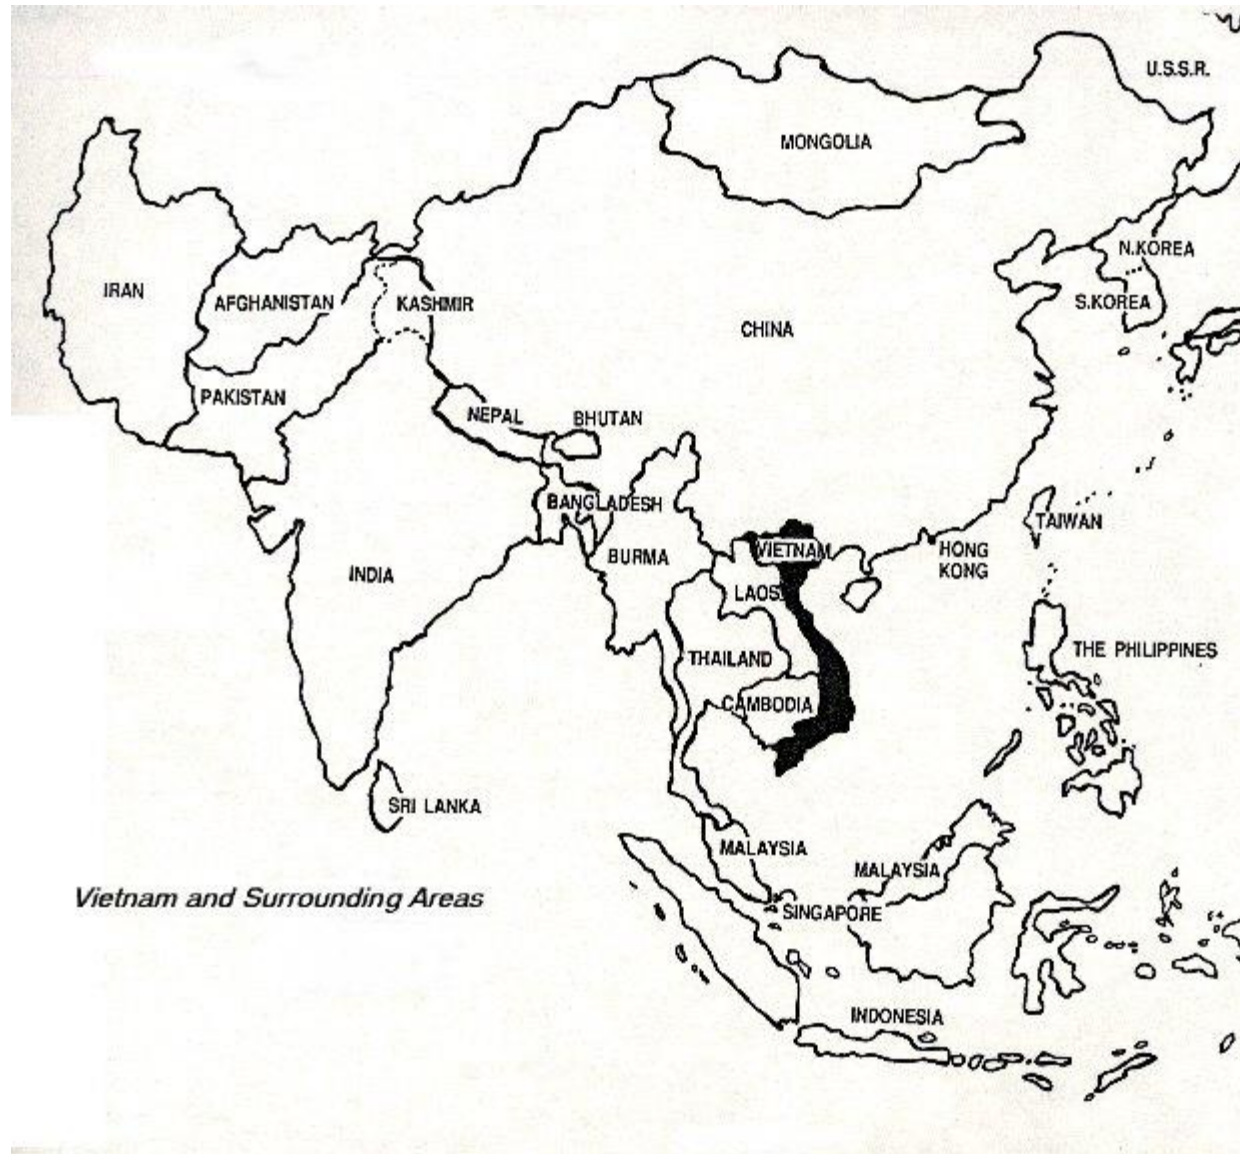 U.S.S.R.
MONGOLIA
N.KOREA
IRAN
AFGHANISTAN
KASHMIR
S.KOREA
CHINA
PAKISTAN
NEPAL
BHUTAN
BANGLADESH
TAIWAN
VIETNAM
BURMA
HONG
KONG
INDIA
LAOS
THE PHILIPPINES
THAILAND
CAMBODIA
SRI LANKA
MALAYSIA
MALAYSIA
Vietnam and Surrounding Areas
SINGAPORE
INDONESIA